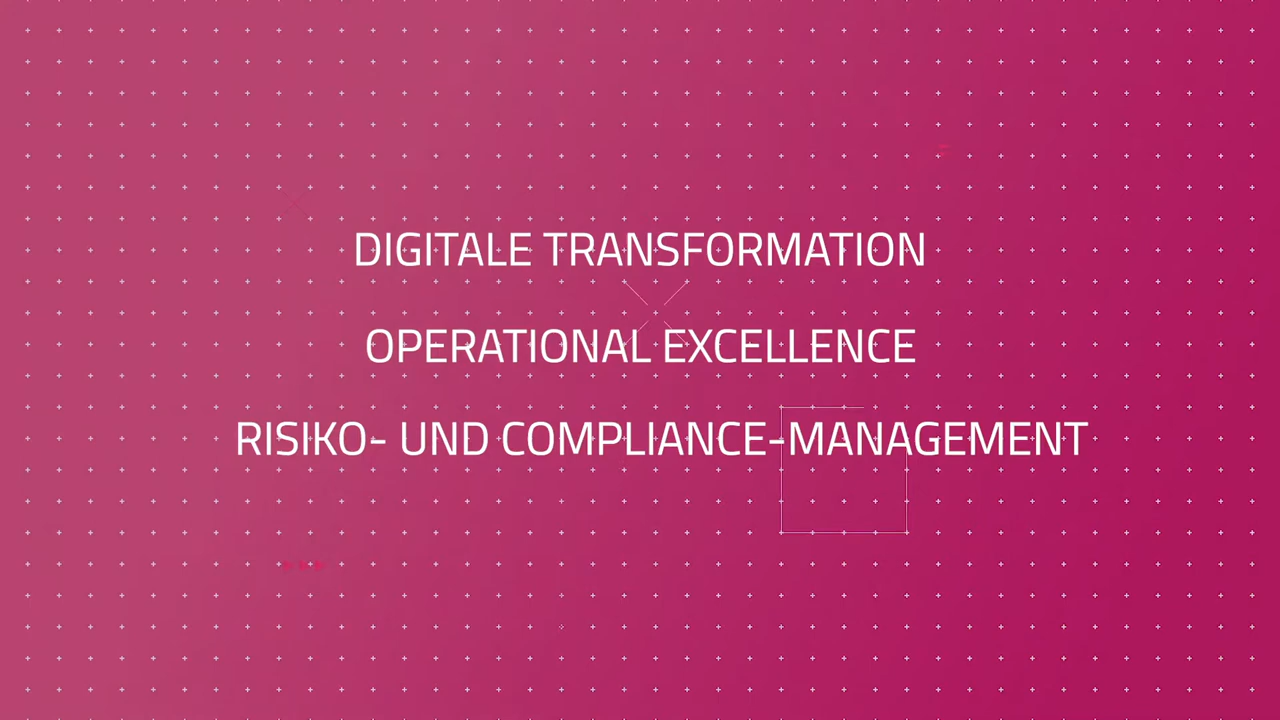 DIGITALE TRANSFORMATION
OPERATIONAL EXCELLENCE
RISIKO- UND COMPLIANCE-MANAGEMENT